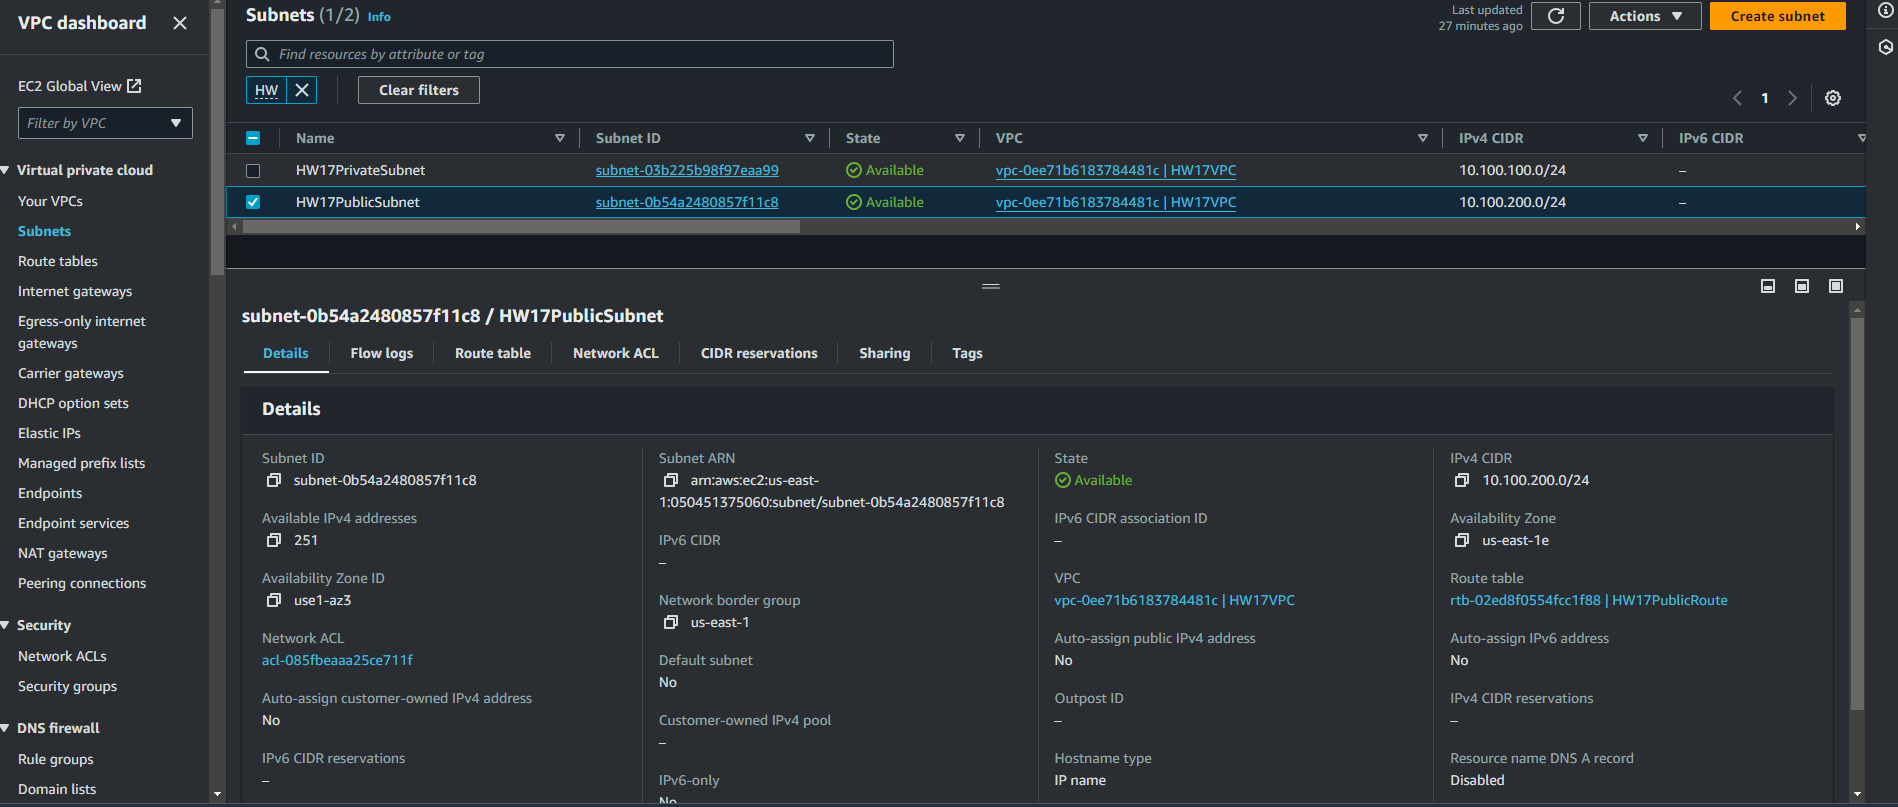 VPC dashboard
EC2 Global View
Filter by VPC
Virtual private cloud
Your VPCs
Subnets
Route tables
Internet gateways
Egress-only internet
gateways
Carrier gateways
DHCP option sets
Elastic IPs
Managed prefix lists
Endpoints
Endpoint services
NAT gateways
Peering connections
Security
Network ACLs
Security groups
DNS firewall
Rule groups
Domain lists
Subnets (1/2) Info
Last updated
27 minutes ago
Actions
Create subnet
Find resources by attribute or tag
HW
Clear filters
1
Name Subnet ID State VPC IPv4 CIDR IPv6 CIDR
HW17PrivateSubnet subnet-03b225b98f97eaa99 Available vpc-0ee71b6183784481c | HW17VPC 10.100.100.0/24 –
HW17PublicSubnet subnet-0b54a2480857f11c8 Available vpc-0ee71b6183784481c | HW17VPC 10.100.200.0/24 –
subnet-0b54a2480857f11c8 / HW17PublicSubnet
Details Flow logs Route table Network ACL CIDR reservations Sharing Tags
Details
Subnet ID
subnet-0b54a2480857f11c8
Available IPv4 addresses
251
Availability Zone ID
use1-az3
Network ACL
acl-085fbeaaa25ce711f
Auto-assign customer-owned IPv4 address
No
IPv6 CIDR reservations
–
Subnet ARN
arn:aws:ec2:us-east-
1:050451375060:subnet/subnet-0b54a2480857f11c8
IPv6 CIDR
–
Network border group
us-east-1
Default subnet
No
Customer-owned IPv4 pool
–
IPv6-only
No
State
Available
IPv6 CIDR association ID
–
VPC
vpc-0ee71b6183784481c | HW17VPC
Auto-assign public IPv4 address
No
Outpost ID
–
Hostname type
IP name
IPv4 CIDR
10.100.200.0/24
Availability Zone
us-east-1e
Route table
rtb-02ed8f0554fcc1f88 | HW17PublicRoute
Auto-assign IPv6 address
No
IPv4 CIDR reservations
–
Resource name DNS A record
Disabled